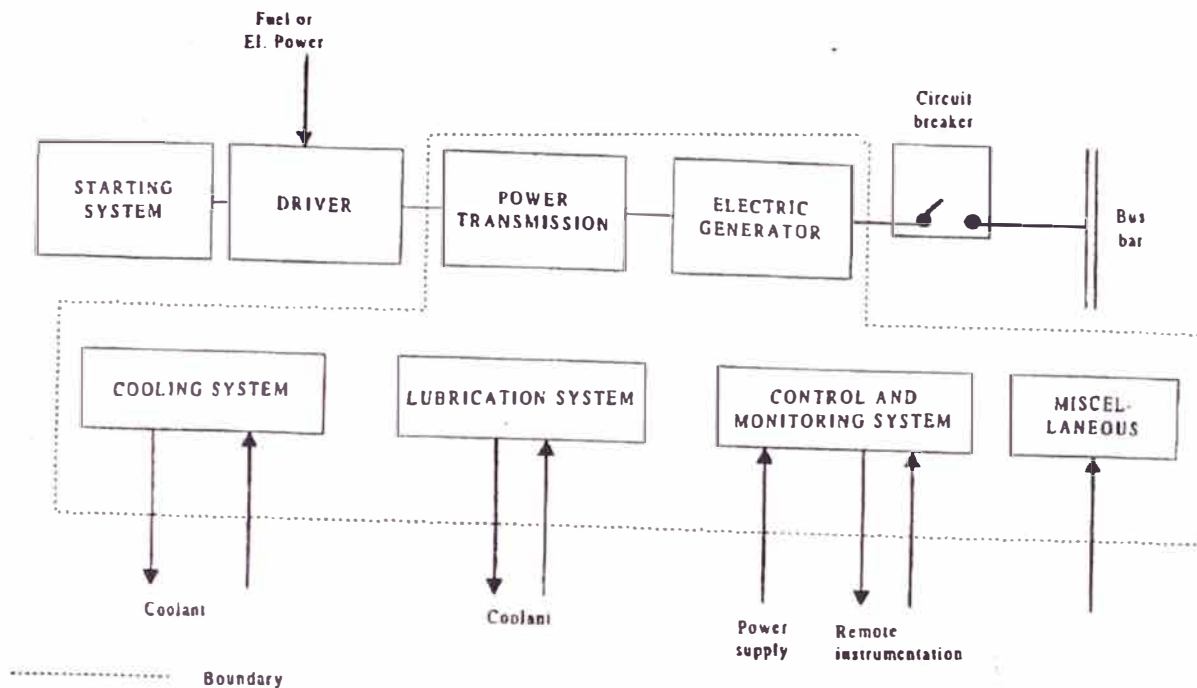 Fuel or
El. Power
Circuit
breaker
STARTING
SYSTEM
DRIVER
POWER
TRANSMISSION
ELECTRIC
GENERATOR
Bus
bar
COOLING SYSTEM
LUBRICATION SYSTEM
CONTROL AND
MONITORING SYSTEM
MISCEL-
LANEOUS
Coolant
Coolant
Power
supply
Remote
instrumentation
Boundary